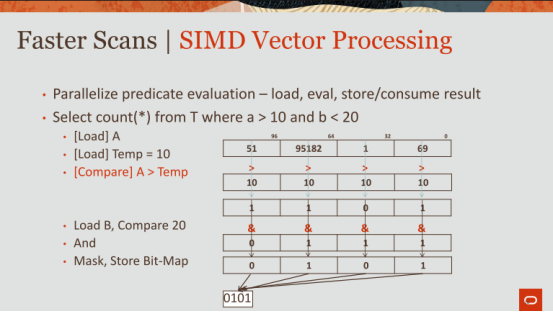 Faster Scans | SIMD Vector Processing
• Parallelize predicate evaluation – load, eval, store/consume result
• Select count(*) from T where a > 10 and b < 20
• [Load] A
• [Load] Temp = 10
• [Compare] A > Temp
• Load B, Compare 20
• And
• Mask, Store Bit-Map
96 64 32 0
51 95182 1 69
> > > >
10 10 10 10
1 1 0 1
& & & &
0 1 1 1
0 1 0 1
0101